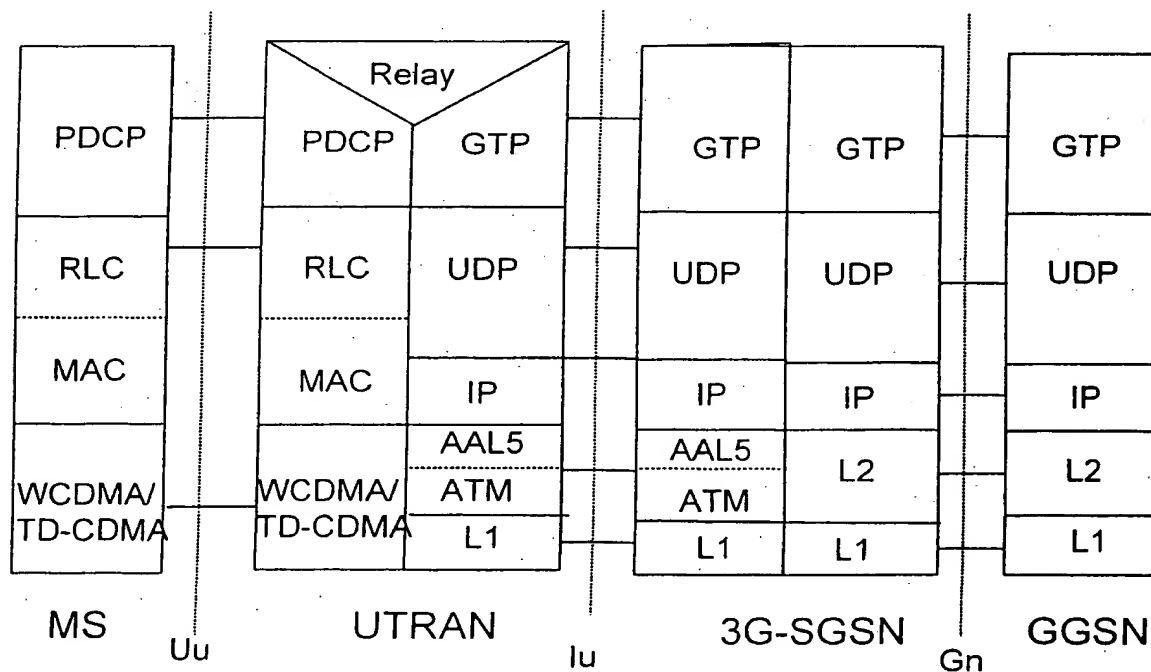 Relay
PDCP
PDCP
GTP
GTP
GTP
GTP
RLC
RLC
UDP
UDP
UDP
UDP
MAC
MAC
IP
IP
IP
IP
AAL5
AAL5
L2
L2
WCDMA/
TD-CDMA
WCDMA/
TD-CDMA
ATM
ATM
L1
L1
L1
L1
MS
Uu
UTRAN
Iu
3G-SGSN
Gn
GGSN